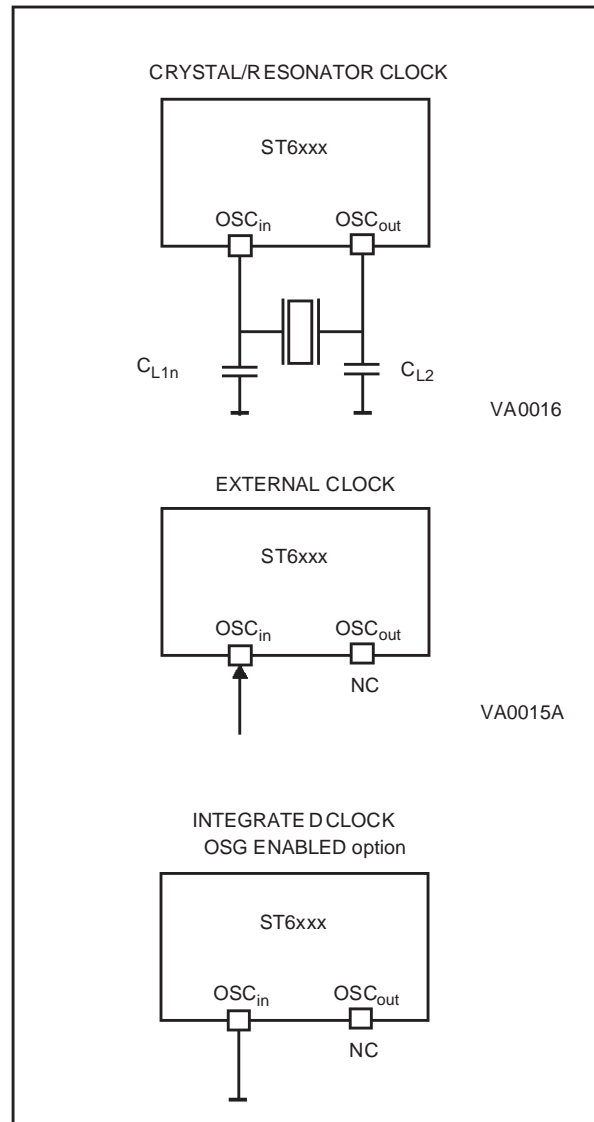 CRYSTAL/RESONATOR CLOCK
ST6xxx
OSCin OSCout
CL1n CL2
VA0016
EXTERNAL CLOCK
ST6xxx
OSCin OSCout
NC
VA0015A
INTEGRATED CLOCK
OSG ENABLED option
ST6xxx
OSCin OSCout
NC